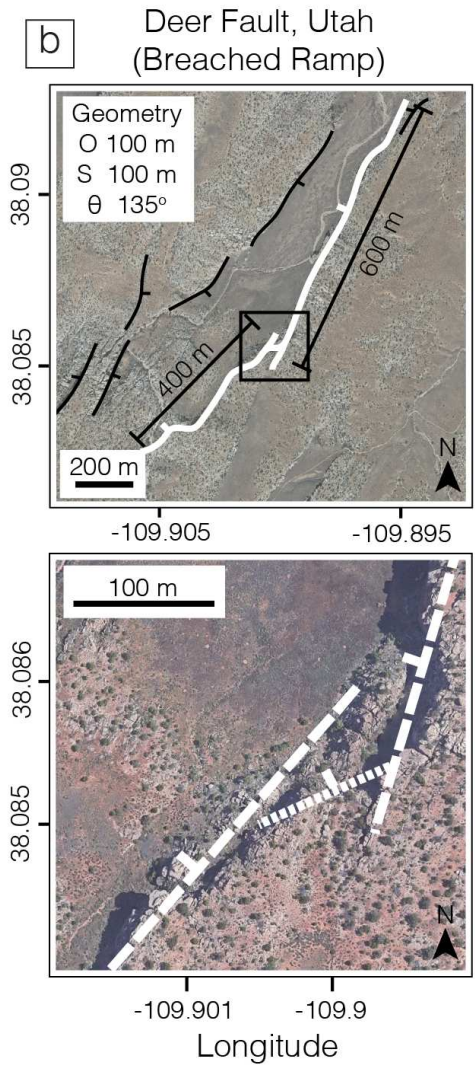 b
Deer Fault, Utah
(Breached Ramp)
Geometry
O 100 m
S 100 m
θ 135°
38.09
38.085
600 m
400 m
200 m
N
-109.905
-109.895
100 m
38.086
38.085
N
-109.901
-109.9
Longitude